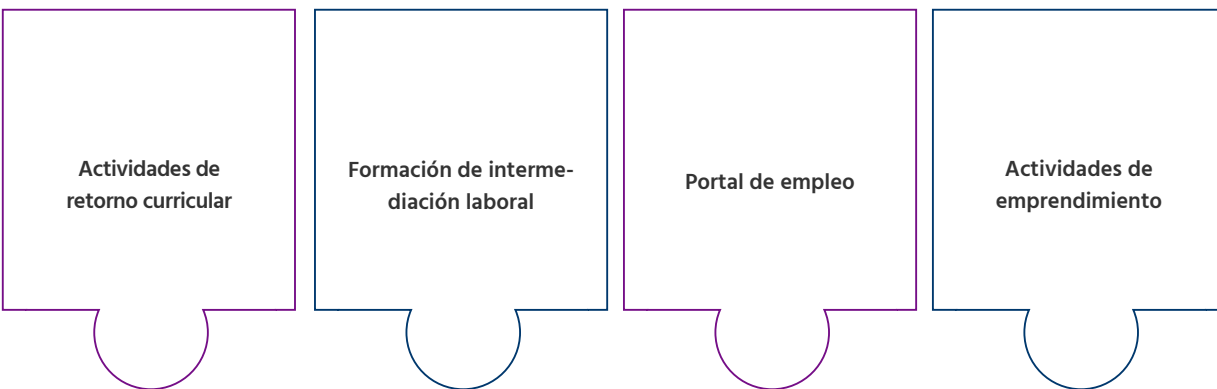 Actividades de
retorno curricular
Formación de interme-
diación laboral
Portal de empleo
Actividades de
emprendimiento